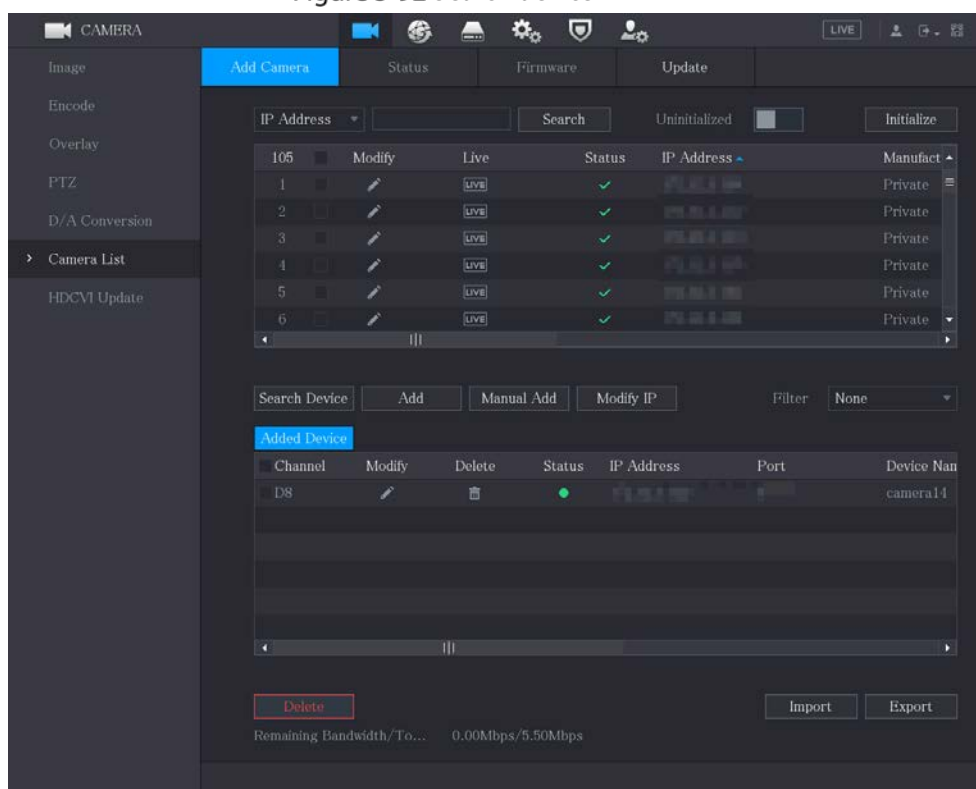 CAMERA LIVE
Image
Encode
Overlay
PTZ
D/A Conversion
Camera List
HDCVI Update
Add Camera Status Firmware Update
IP Address Search Uninitialized Initialize
105 Modify Live Status IP Address Manufact
1 LIVE Private
2 LIVE Private
3 LIVE Private
4 LIVE Private
5 LIVE Private
6 LIVE Private
Search Device Add Manual Add Modify IP Filter None
Added Device
Channel Modify Delete Status IP Address Port Device Nan
D8 camera14
Delete Import Export
Remaining Bandwidth/To... 0.00Mbps/5.50Mbps